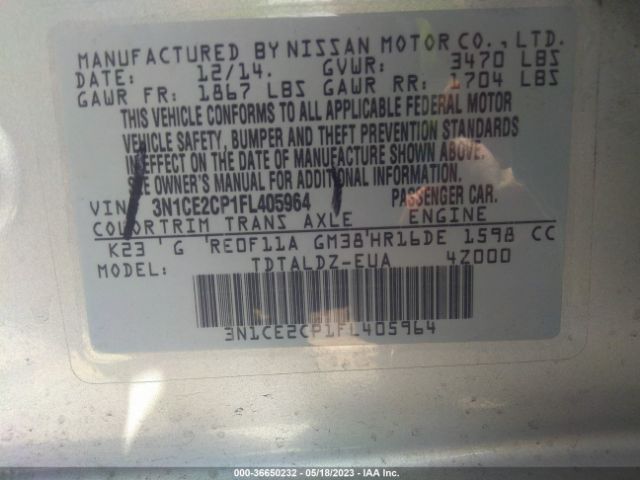 MANUFACTURED BY NISSAN MOTOR CO., LTD.
DATE: 12/14. GVWR: 3470 LBS
GAWR FR: 1867 LBS GAWR RR: 1704 LBS
THIS VEHICLE CONFORMS TO ALL APPLICABLE FEDERAL MOTOR
VEHICLE SAFETY, BUMPER AND THEFT PREVENTION STANDARDS
IN EFFECT ON THE DATE OF MANUFACTURE SHOWN ABOVE.
SEE OWNER'S MANUAL FOR ADDITIONAL INFORMATION.
VIN 3N1CE2CP1FL405964 PASSENGER CAR.
COLOR TRIM TRANS AXLE ENGINE
K23 G RE0F11A GM38 HR16DE 1598 CC
MODEL: TDTALDZ-EUA 4Z000
3N1CE2CP1FL405964
000-36650232 - 05/18/2023 - IAA Inc.